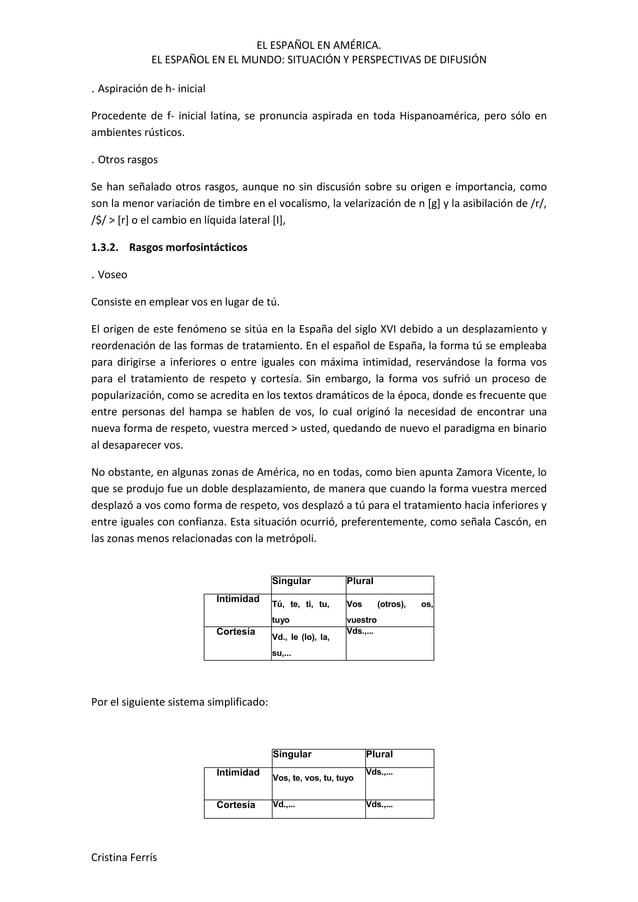 EL ESPAÑOL EN AMÉRICA.
EL ESPAÑOL EN EL MUNDO: SITUACIÓN Y PERSPECTIVAS DE DIFUSIÓN
. Aspiración de h- inicial
Procedente de f- inicial latina, se pronuncia aspirada en toda Hispanoamérica, pero sólo en
ambientes rústicos.
. Otros rasgos
Se han señalado otros rasgos, aunque no sin discusión sobre su origen e importancia, como
son la menor variación de timbre en el vocalismo, la velarización de n [g] y la asibilación de /r/,
/$/ > [r] o el cambio en líquida lateral [I],
1.3.2. Rasgos morfosintácticos
. Voseo
Consiste en emplear vos en lugar de tú.
El origen de este fenómeno se sitúa en la España del siglo XVI debido a un desplazamiento y
reordenación de las formas de tratamiento. En el español de España, la forma tú se empleaba
para dirigirse a inferiores o entre iguales con máxima intimidad, reservándose la forma vos
para el tratamiento de respeto y cortesía. Sin embargo, la forma vos sufrió un proceso de
popularización, como se acredita en los textos dramáticos de la época, donde es frecuente que
entre personas del hampa se hablen de vos, lo cual originó la necesidad de encontrar una
nueva forma de respeto, vuestra merced > usted, quedando de nuevo el paradigma en binario
al desaparecer vos.
No obstante, en algunas zonas de América, no en todas, como bien apunta Zamora Vicente, lo
que se produjo fue un doble desplazamiento, de manera que cuando la forma vuestra merced
desplazó a vos como forma de respeto, vos desplazó a tú para el tratamiento hacia inferiores y
entre iguales con confianza. Esta situación ocurrió, preferentemente, como señala Cascón, en
las zonas menos relacionadas con la metrópoli.
Singular Plural
Intimidad Tú, te, ti, tu, Vos (otros), os,
tuyo vuestro
Cortesía Vd., le (lo), la, Vds.,...
su,...
Por el siguiente sistema simplificado:
Singular Plural
Intimidad Vos, te, vos, tu, tuyo Vds.,...
Cortesía Vd.,... Vds.,...
Cristina Ferrís